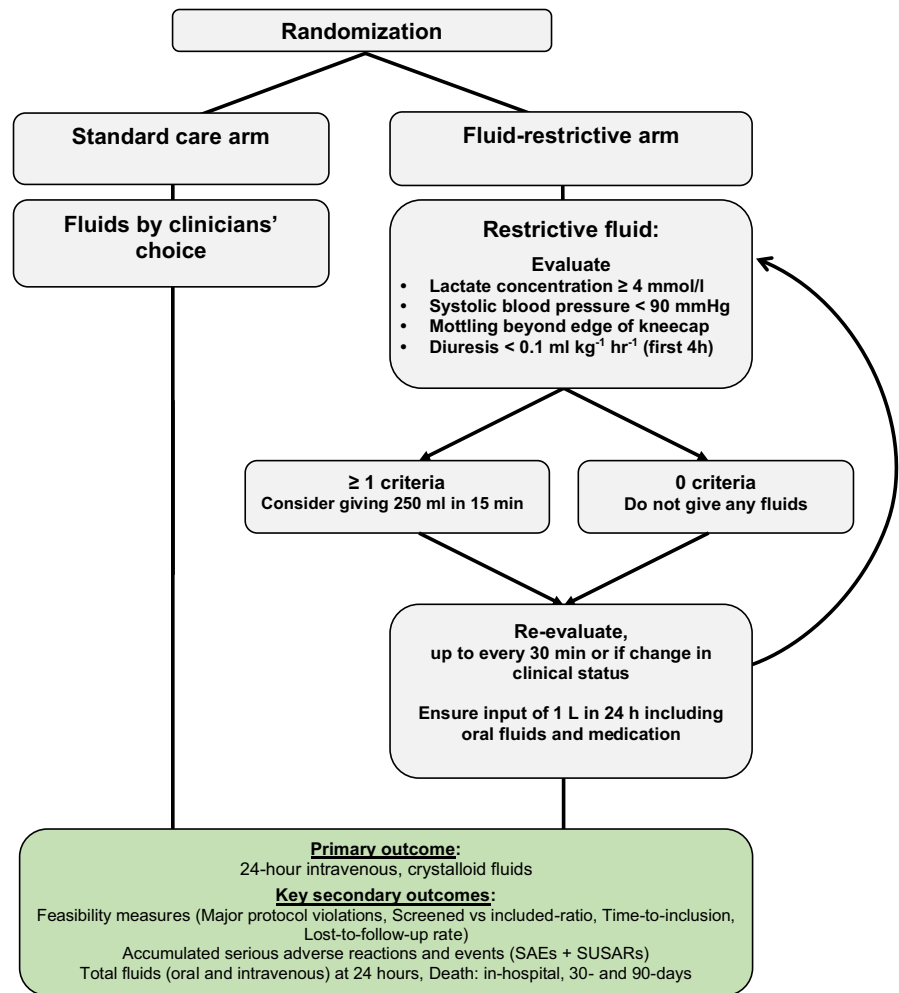 Randomization
Standard care arm
Fluid-restrictive arm
Fluids by clinicians'
choice
Restrictive fluid:
Evaluate
• Lactate concentration ≥ 4 mmol/l
• Systolic blood pressure < 90 mmHg
• Mottling beyond edge of kneecap
• Diuresis < 0.1 ml kg⁻¹ hr⁻¹ (first 4h)
≥ 1 criteria
Consider giving 250 ml in 15 min
0 criteria
Do not give any fluids
Re-evaluate,
up to every 30 min or if change in
clinical status
Ensure input of 1 L in 24 h including
oral fluids and medication
Primary outcome:
24-hour intravenous, crystalloid fluids
Key secondary outcomes:
Feasibility measures (Major protocol violations, Screened vs included-ratio, Time-to-inclusion,
Lost-to-follow-up rate)
Accumulated serious adverse reactions and events (SAEs + SUSARs)
Total fluids (oral and intravenous) at 24 hours, Death: in-hospital, 30- and 90-days